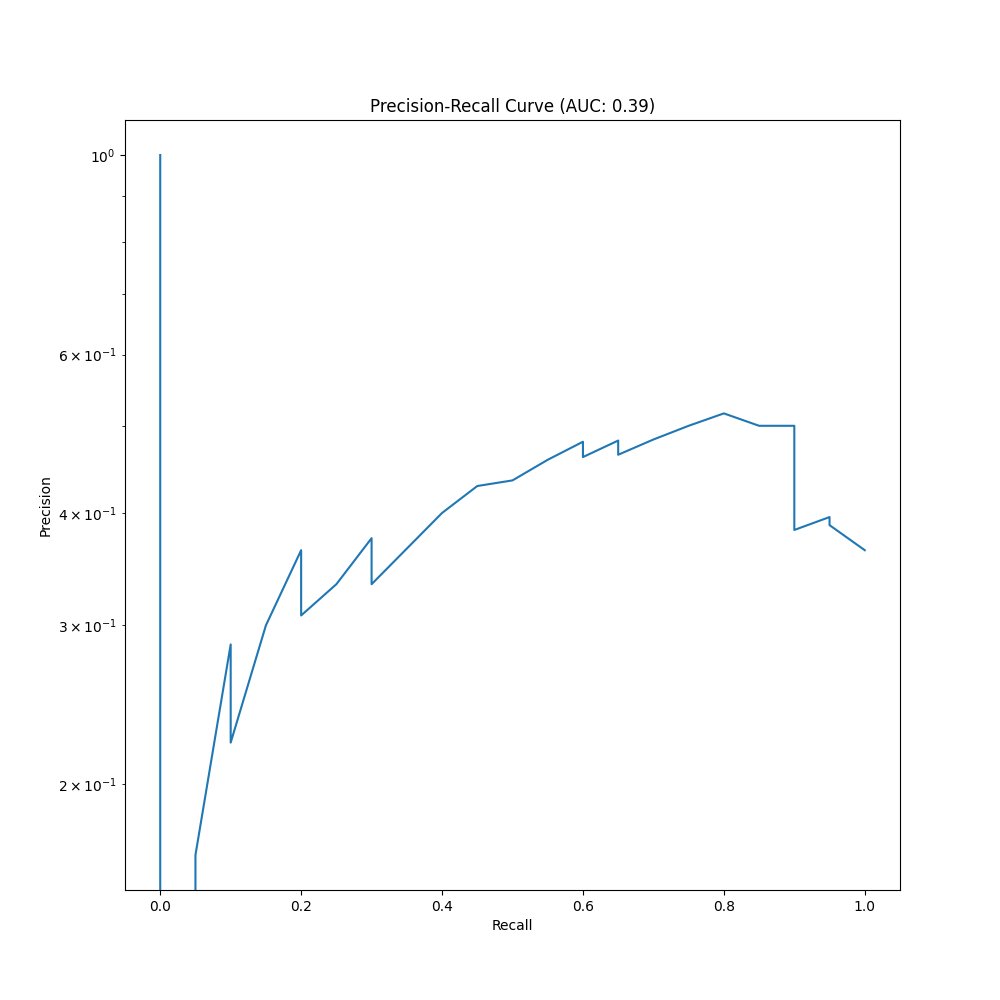 Precision-Recall Curve (AUC: 0.39)
10⁰
6 × 10⁻¹
4 × 10⁻¹
3 × 10⁻¹
2 × 10⁻¹
Precision
0.0 0.2 0.4 0.6 0.8 1.0
Recall